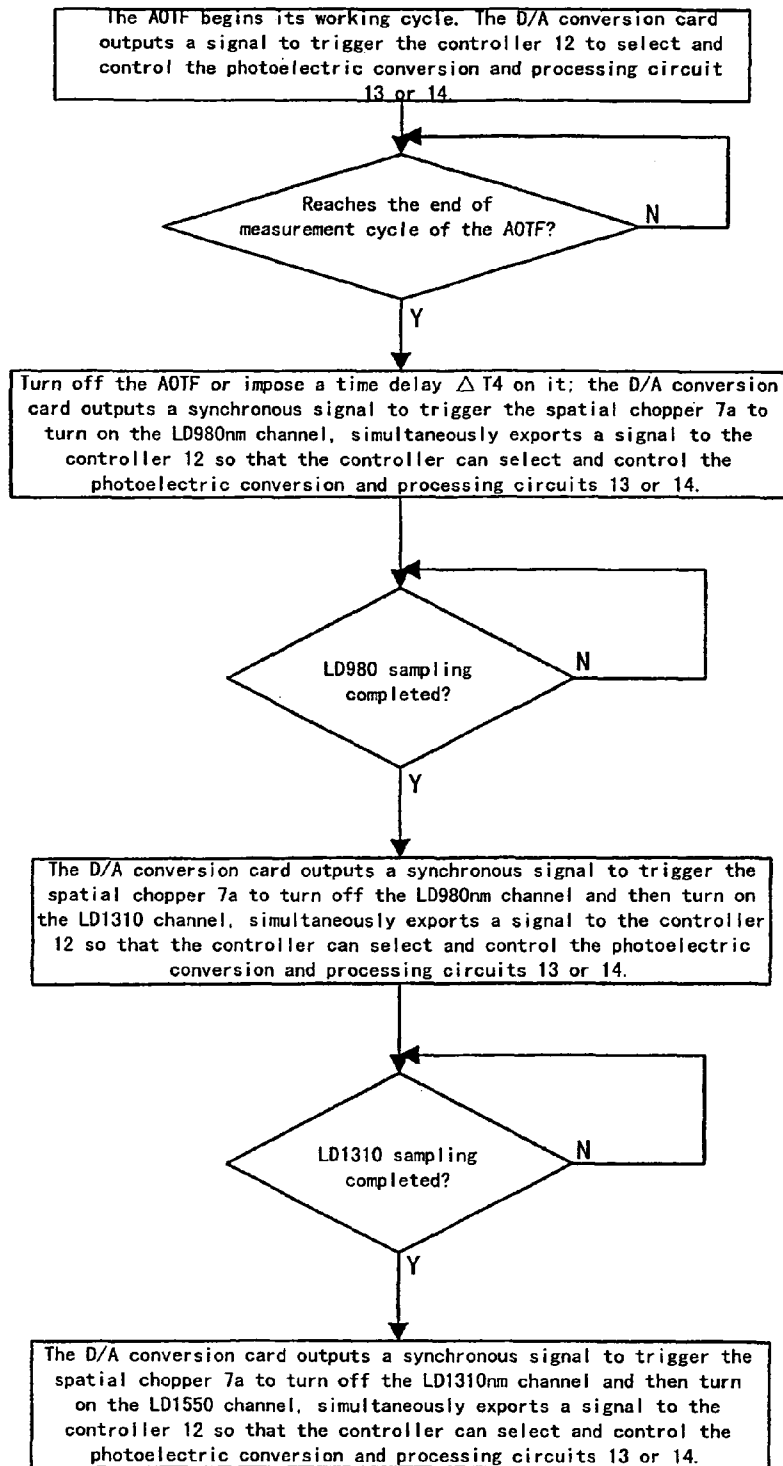 The AOTF begins its working cycle. The D/A conversion card
outputs a signal to trigger the controller 12 to select and
control the photoelectric conversion and processing circuit
13 or 14.
Reaches the end of
measurement cycle of the AOTF?
N
Y
Turn off the AOTF or impose a time delay △ T4 on it; the D/A conversion
card outputs a synchronous signal to trigger the spatial chopper 7a to
turn on the LD980nm channel, simultaneously exports a signal to the
controller 12 so that the controller can select and control the
photoelectric conversion and processing circuits 13 or 14.
LD980 sampling
completed?
N
Y
The D/A conversion card outputs a synchronous signal to trigger the
spatial chopper 7a to turn off the LD980nm channel and then turn on
the LD1310 channel, simultaneously exports a signal to the controller
12 so that the controller can select and control the photoelectric
conversion and processing circuits 13 or 14.
LD1310 sampling
completed?
N
Y
The D/A conversion card outputs a synchronous signal to trigger the
spatial chopper 7a to turn off the LD1310nm channel and then turn
on the LD1550 channel, simultaneously exports a signal to the
controller 12 so that the controller can select and control the
photoelectric conversion and processing circuits 13 or 14.